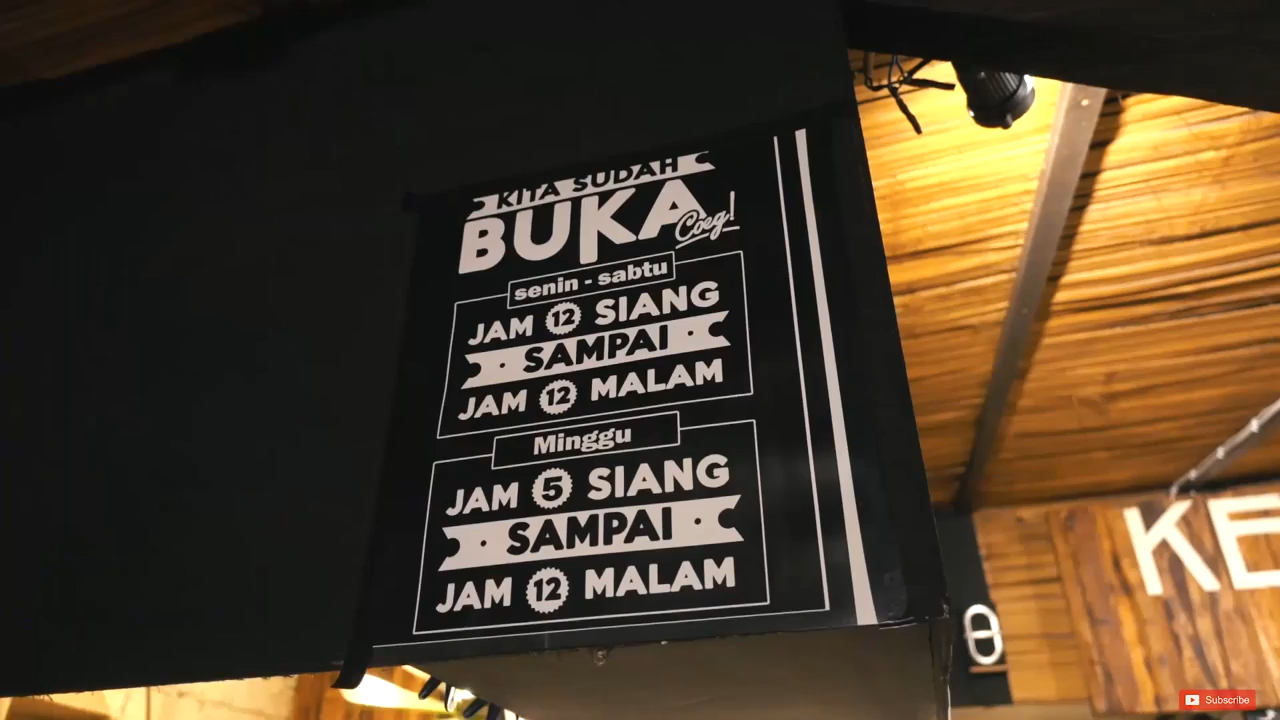 KITA SUDAH
BUKA
Coeg!
senin - sabtu
JAM 12 SIANG
SAMPAI
JAM 12 MALAM
Minggu
JAM 5 SIANG
SAMPAI
JAM 12 MALAM
KE
Subscribe